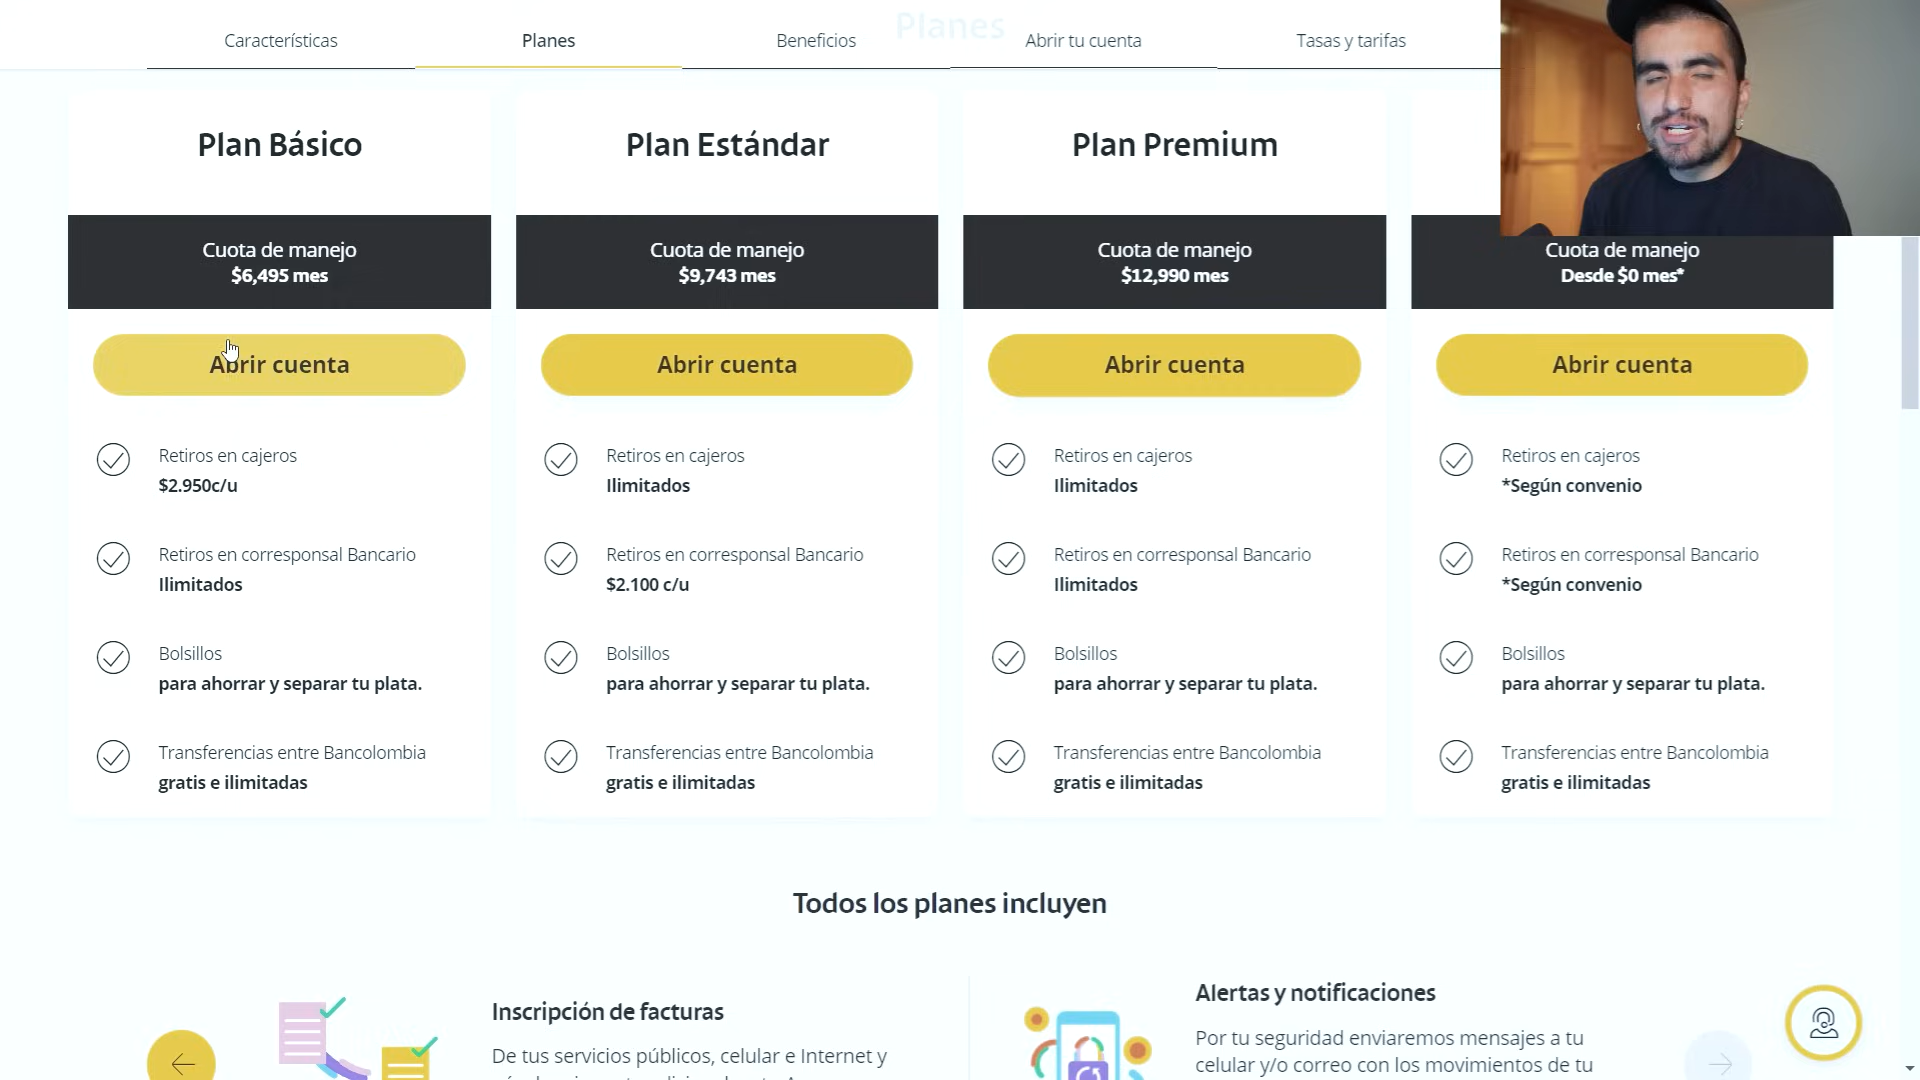 Planes
Características
Planes
Beneficios
Abrir tu cuenta
Tasas y tarifas
Plan Básico
Cuota de manejo
$6,495 mes
Abrir cuenta
Retiros en cajeros
$2.950c/u
Retiros en corresponsal Bancario
Ilimitados
Bolsillos
para ahorrar y separar tu plata.
Transferencias entre Bancolombia
gratis e ilimitadas
Plan Estándar
Cuota de manejo
$9,743 mes
Abrir cuenta
Retiros en cajeros
Ilimitados
Retiros en corresponsal Bancario
$2.100 c/u
Bolsillos
para ahorrar y separar tu plata.
Transferencias entre Bancolombia
gratis e ilimitadas
Plan Premium
Cuota de manejo
$12,990 mes
Abrir cuenta
Retiros en cajeros
Ilimitados
Retiros en corresponsal Bancario
Ilimitados
Bolsillos
para ahorrar y separar tu plata.
Transferencias entre Bancolombia
gratis e ilimitadas
Cuota de manejo
Desde $0 mes*
Abrir cuenta
Retiros en cajeros
*Según convenio
Retiros en corresponsal Bancario
*Según convenio
Bolsillos
para ahorrar y separar tu plata.
Transferencias entre Bancolombia
gratis e ilimitadas
Todos los planes incluyen
Inscripción de facturas
De tus servicios públicos, celular e Internet y
Alertas y notificaciones
Por tu seguridad enviaremos mensajes a tu
celular y/o correo con los movimientos de tu